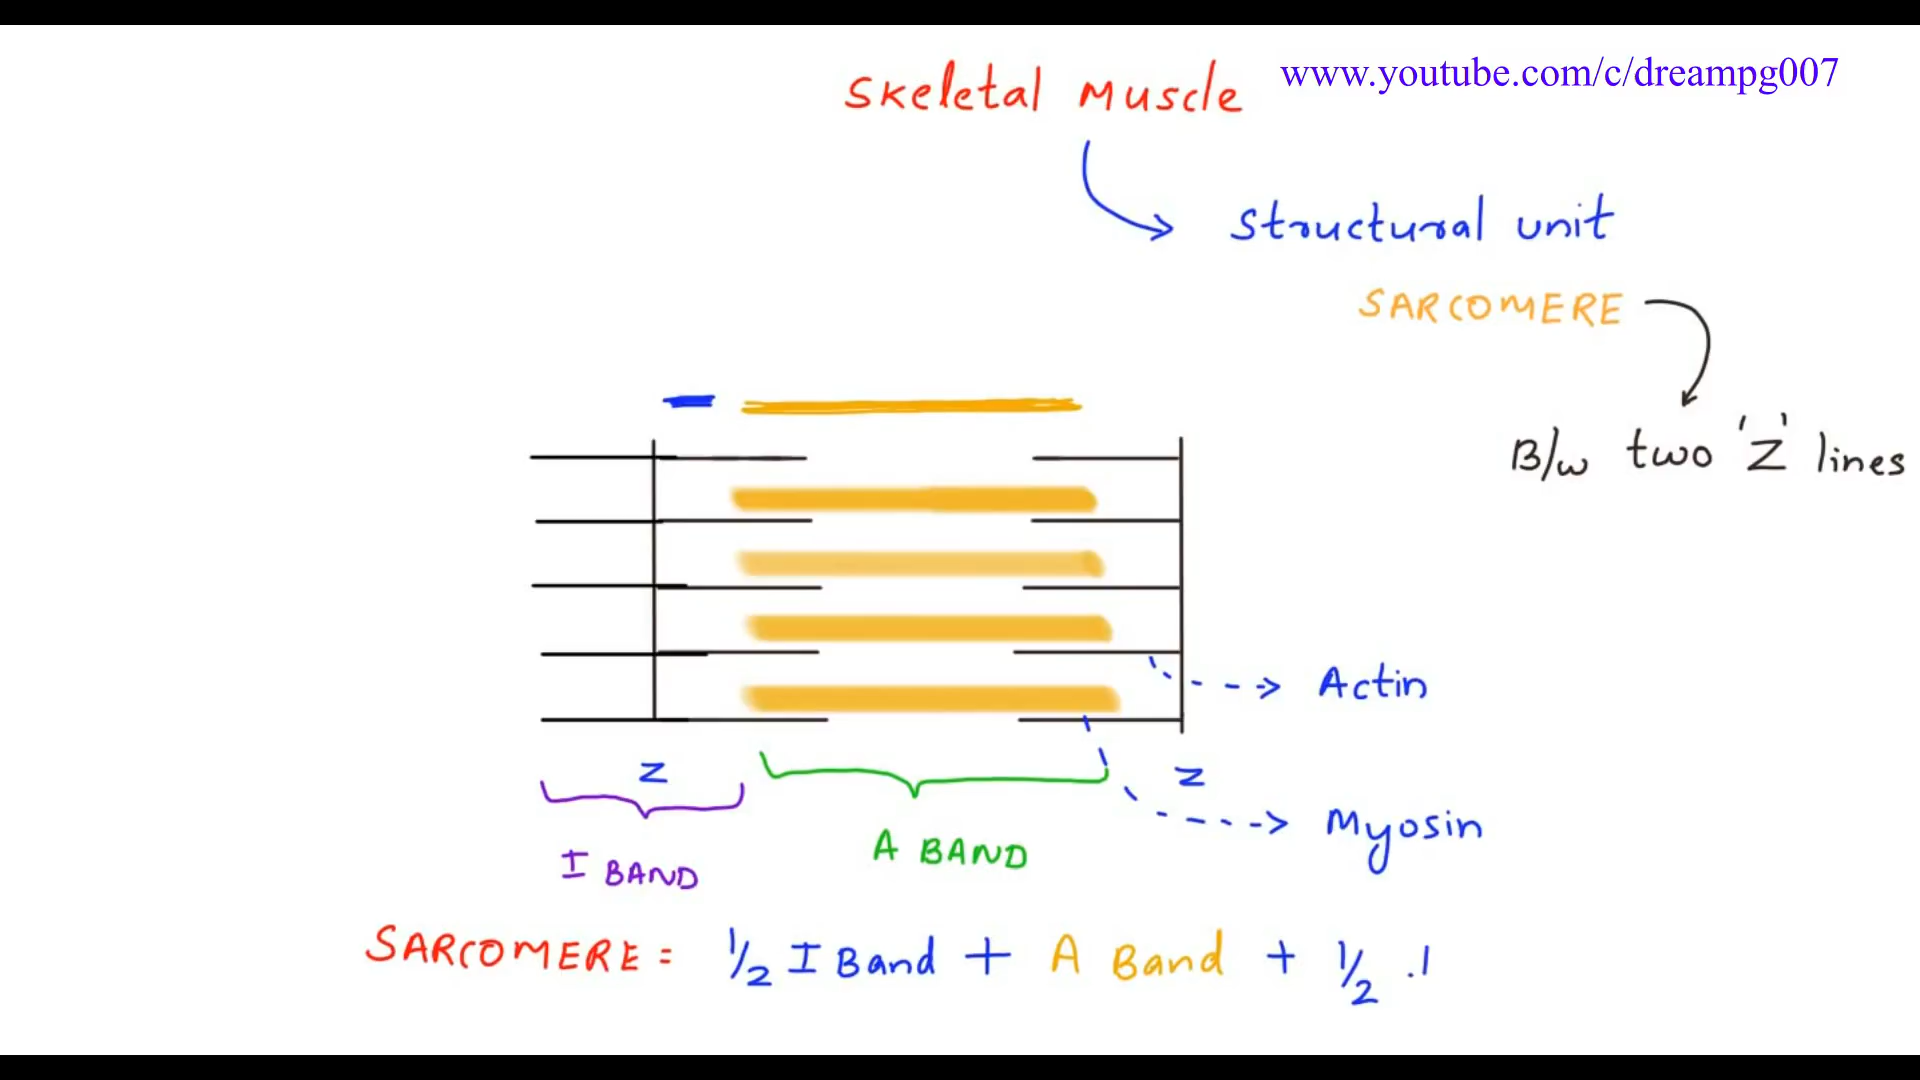 Skeletal Muscle
www.youtube.com/c/dreampg007
Structural unit
SARCOMERE
B/w two 'Z' lines
Actin
Z
Z
Myosin
I BAND
A BAND
SARCOMERE = 1/2 I Band + A Band + 1/2